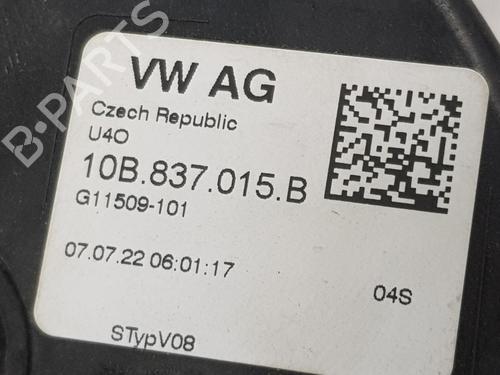 B-PARTS
VW AG
Czech Republic
U4O
10B.837.015.B
G11509-101
07.07.22 06:01:17
04S
STypV08